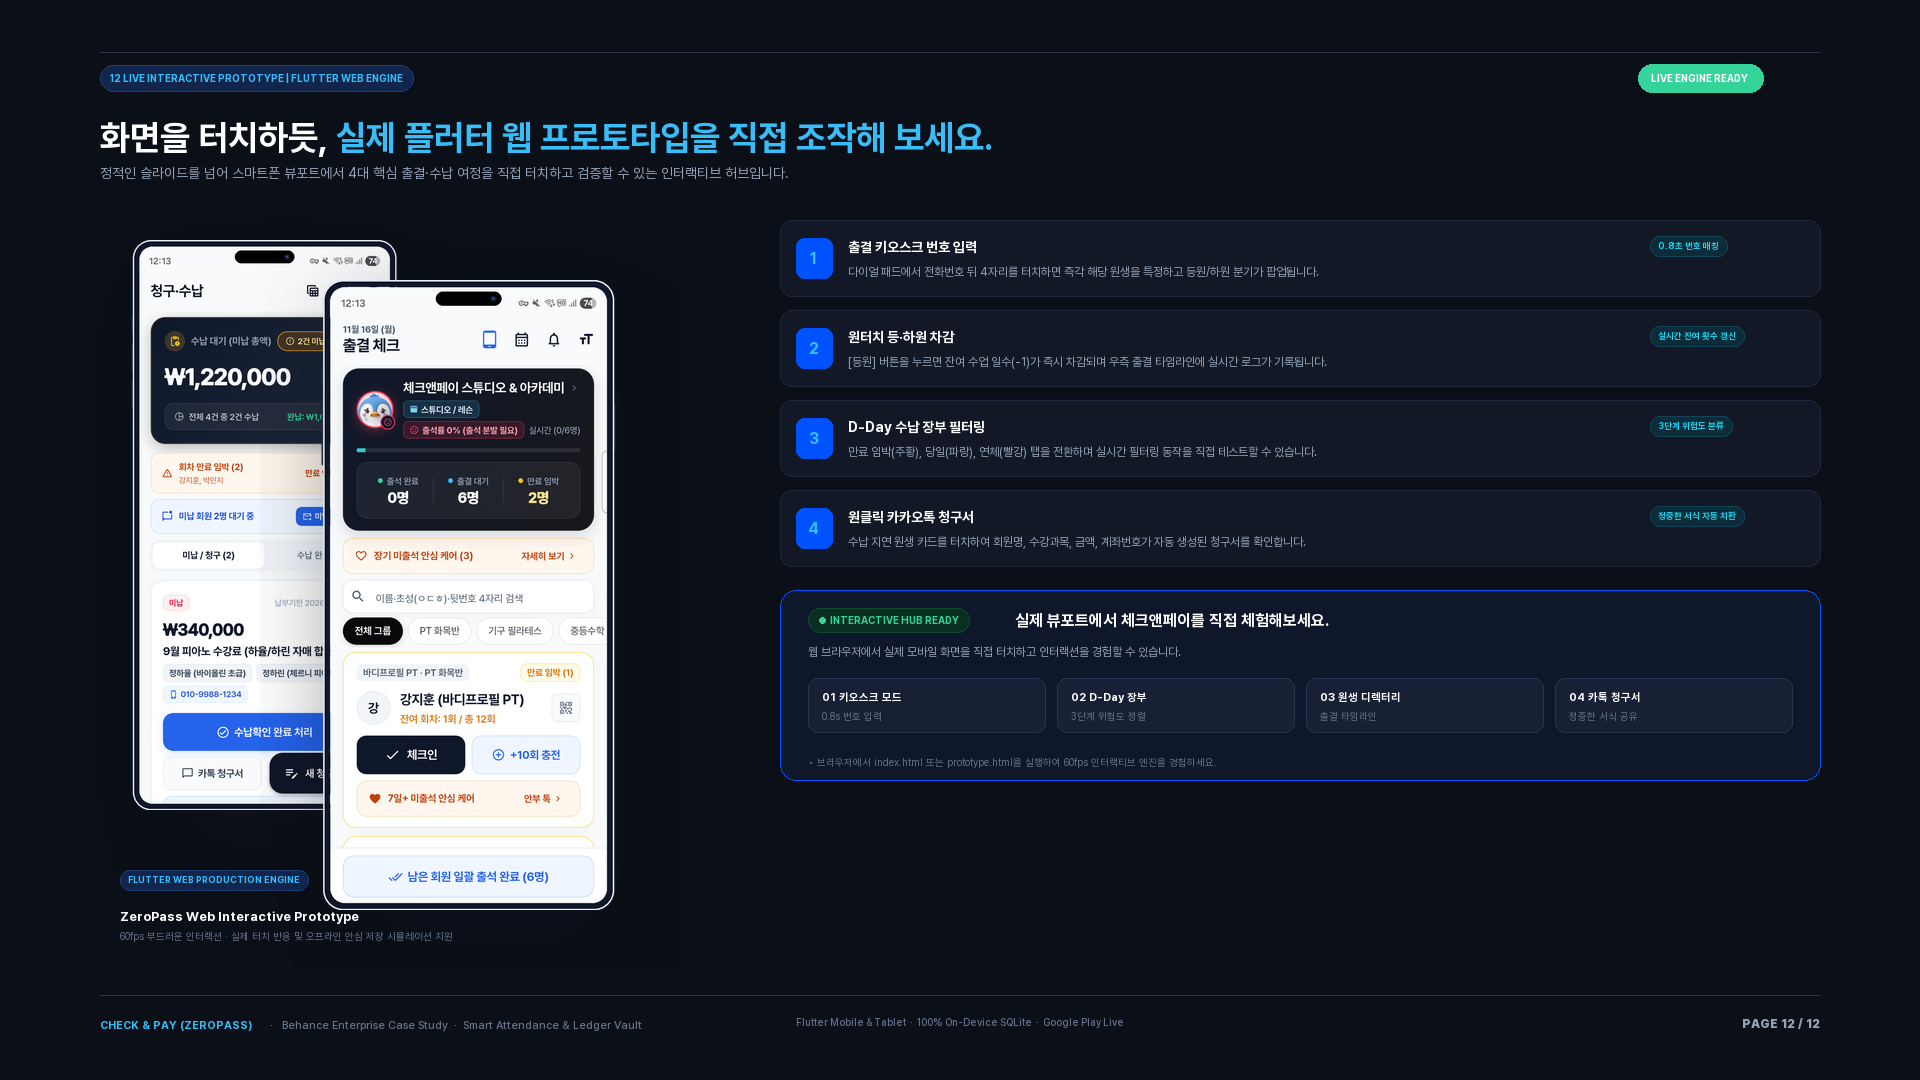 12 LIVE INTERACTIVE PROTOTYPE | FLUTTER WEB ENGINE
LIVE ENGINE READY
화면을 터치하듯, 실제 플러터 웹 프로토타입을 직접 조작해 보세요.
정적인 슬라이드를 넘어 스마트폰 뷰포트에서 4대 핵심 출결·수납 여정을 직접 터치하고 검증할 수 있는 인터랙티브 허브입니다.
12:13
74
청구·수납
수납 대기 (미납 총액)
2건 미납
₩1,220,000
전체 4건 중 2건 수납
완납: ₩1,
회차 만료 임박 (2)
강지훈, 박민지
만료
미납 회원 2명 대기 중
미납 / 청구 (2)
수납 완
미납
납부기한 2026
₩340,000
9월 피아노 수강료 (하율/하린 자매 합
정하율 (바이올린 초급)
정하린 (체르니 피
010-9988-1234
수납확인 완료 처리
카톡 청구서
새 청
12:13
74
11월 16일 (월)
출결 체크
체크앤페이 스튜디오 & 아카데미
스튜디오 / 레슨
출석률 0% (출석 분발 필요)
실시간 (0/6명)
출석 완료
0명
출결 대기
6명
만료 임박
2명
장기 미출석 안심 케어 (3)
자세히 보기
이름·초성(ㅇㄷㅎ)·뒷번호 4자리 검색
전체 그룹
PT 화목반
기구 필라테스
중등수학
바디프로필 PT · PT 화목반
만료 임박 (1)
강
강지훈 (바디프로필 PT)
잔여 회차: 1회 / 총 12회
체크인
+10회 충전
7일+ 미출석 안심 케어
안부 톡
남은 회원 일괄 출석 완료 (6명)
FLUTTER WEB PRODUCTION ENGINE
ZeroPass Web Interactive Prototype
60fps 부드러운 인터랙션 · 실제 터치 반응 및 오프라인 안심 저장 시뮬레이션 지원
1
출결 키오스크 번호 입력
0.8초 번호 매칭
다이얼 패드에서 전화번호 뒤 4자리를 터치하면 즉각 해당 원생을 특정하고 등원/하원 분기가 팝업됩니다.
2
원터치 등·하원 차감
실시간 잔여 횟수 갱신
[등원] 버튼을 누르면 잔여 수업 일수(-1)가 즉시 차감되며 우측 출결 타임라인에 실시간 로그가 기록됩니다.
3
D-Day 수납 장부 필터링
3단계 위험도 분류
만료 임박(주황), 당일(파랑), 연체(빨강) 탭을 전환하며 실시간 필터링 동작을 직접 테스트할 수 있습니다.
4
원클릭 카카오톡 청구서
정중한 서식 자동 치환
수납 지연 원생 카드를 터치하여 회원명, 수강과목, 금액, 계좌번호가 자동 생성된 청구서를 확인합니다.
INTERACTIVE HUB READY
실제 뷰포트에서 체크앤페이를 직접 체험해보세요.
웹 브라우저에서 실제 모바일 화면을 직접 터치하고 인터랙션을 경험할 수 있습니다.
01 키오스크 모드
0.8s 번호 입력
02 D-Day 장부
3단계 위험도 정렬
03 원생 디렉터리
출결 타임라인
04 카톡 청구서
정중한 서식 공유
• 브라우저에서 index.html 또는 prototype.html을 실행하여 60fps 인터랙티브 엔진을 경험하세요.
CHECK & PAY (ZEROPASS) · Behance Enterprise Case Study · Smart Attendance & Ledger Vault
Flutter Mobile & Tablet · 100% On-Device SQLite · Google Play Live
PAGE 12 / 12